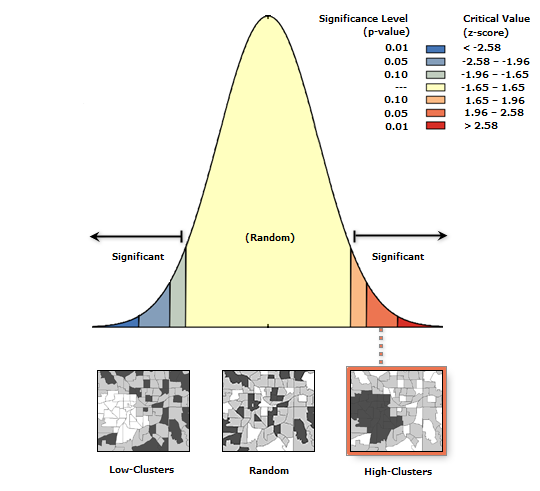 Significance Level Critical Value
(p-value) (z-score)
0.01 < -2.58
0.05 -2.58 – -1.96
0.10 -1.96 – -1.65
--- -1.65 – 1.65
0.10 1.65 – 1.96
0.05 1.96 – 2.58
0.01 > 2.58
(Random)
Significant Significant
Low-Clusters Random High-Clusters